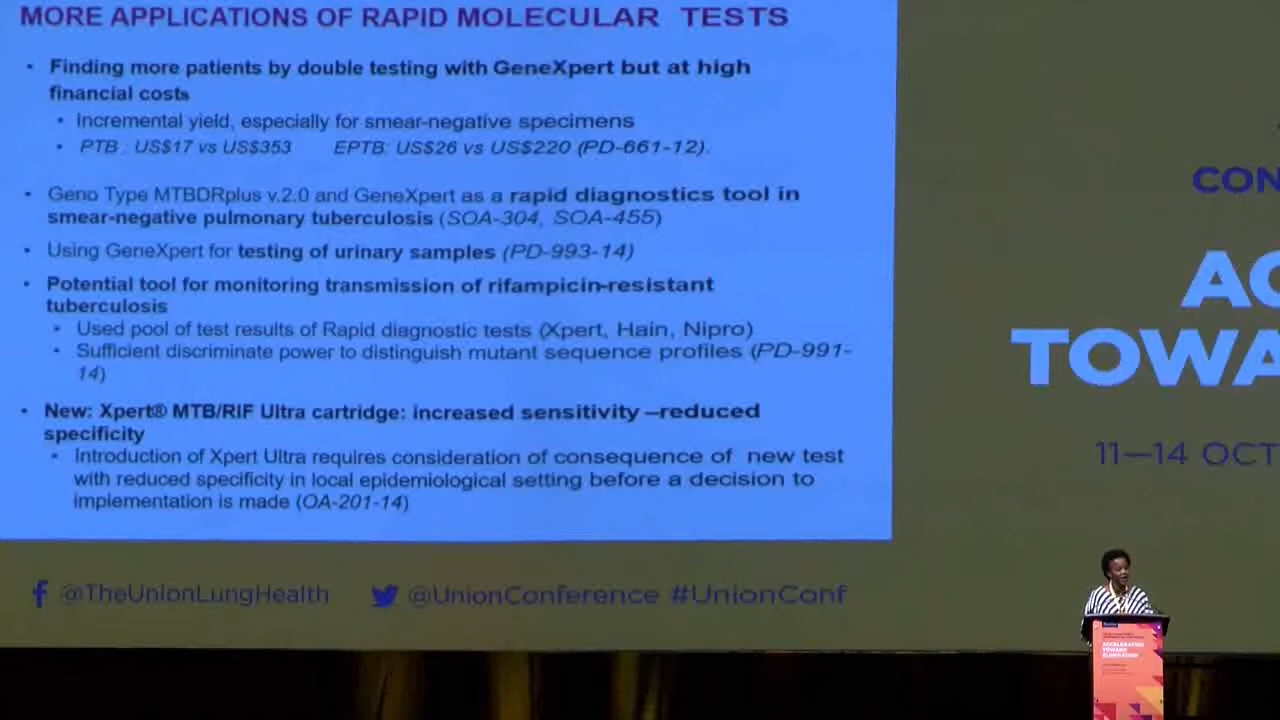 MORE APPLICATIONS OF RAPID MOLECULAR TESTS
• Finding more patients by double testing with GeneXpert but at high
financial costs
• Incremental yield, especially for smear-negative specimens
• PTB : US$17 vs US$353 EPTB: US$26 vs US$220 (PD-661-12).
• Geno Type MTBDRplus v.2.0 and GeneXpert as a rapid diagnostics tool in
smear-negative pulmonary tuberculosis (SOA-304, SOA-455)
• Using GeneXpert for testing of urinary samples (PD-993-14)
• Potential tool for monitoring transmission of rifampicin-resistant
tuberculosis
• Used pool of test results of Rapid diagnostic tests (Xpert, Hain, Nipro)
• Sufficient discriminate power to distinguish mutant sequence profiles (PD-991-
14)
• New: Xpert® MTB/RIF Ultra cartridge: increased sensitivity –reduced
specificity
• Introduction of Xpert Ultra requires consideration of consequence of new test
with reduced specificity in local epidemiological setting before a decision to
implementation is made (OA-201-14)
@TheUnionLungHealth @UnionConference #UnionConf
CON
AC
TOWA
11—14 OCT
ACCELERATING
TOWARD
ELIMINATION